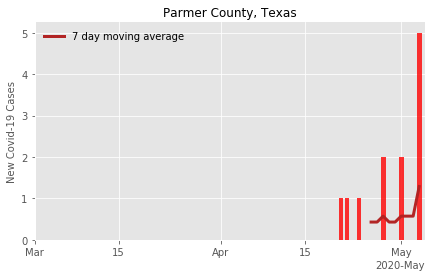 Parmer County, Texas
7 day moving average
New Covid-19 Cases
5
4
3
2
1
0
Mar 15 Apr 15 May
2020-May